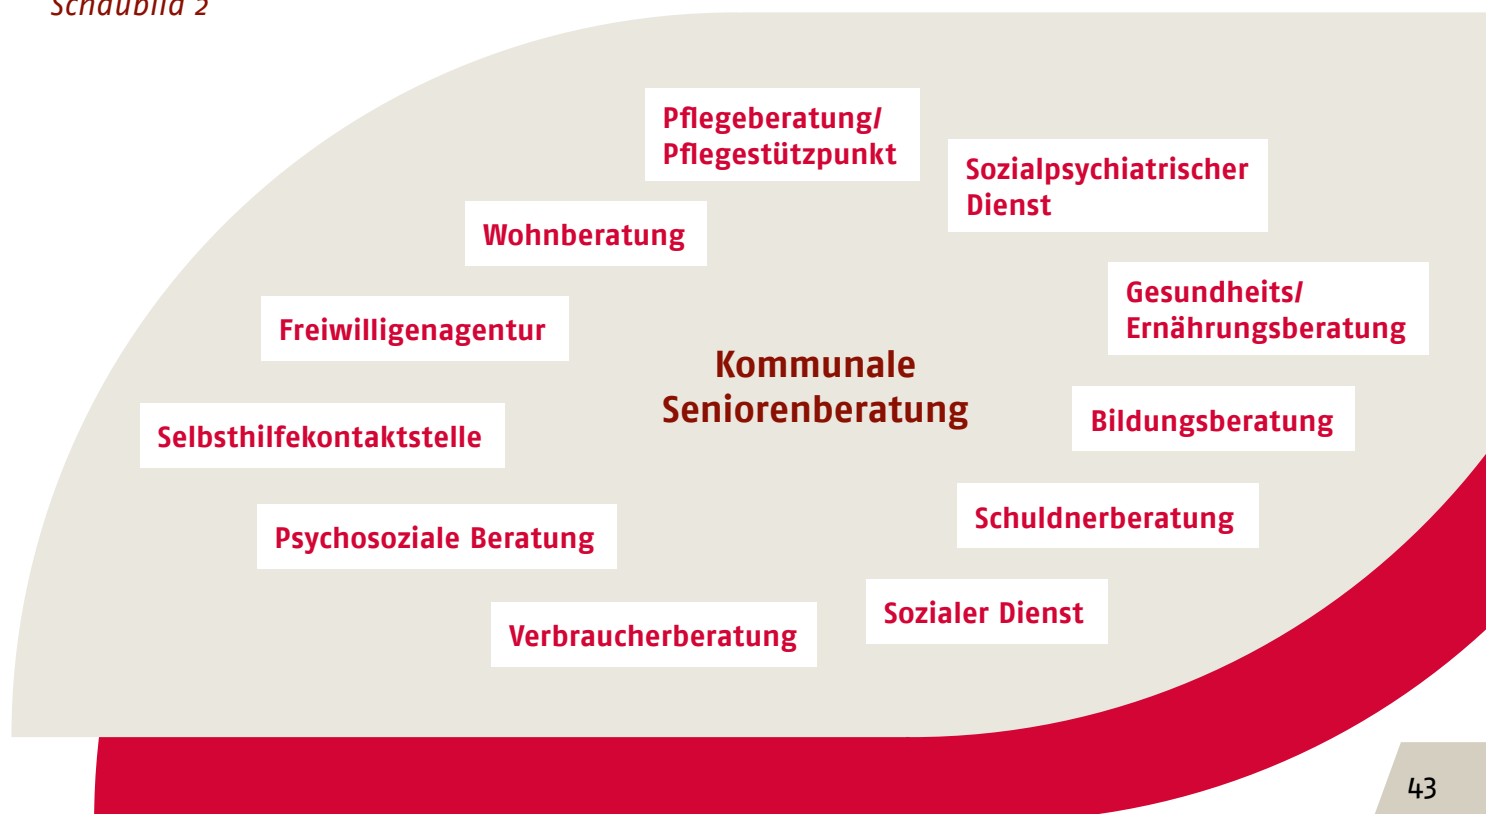 Schaubild 2
Pflegeberatung/
Pflegestützpunkt
Sozialpsychiatrischer
Dienst
Wohnberatung
Gesundheits/
Ernährungsberatung
Freiwilligenagentur
Kommunale
Seniorenberatung
Bildungsberatung
Selbsthilfekontaktstelle
Schuldnerberatung
Psychosoziale Beratung
Sozialer Dienst
Verbraucherberatung
43